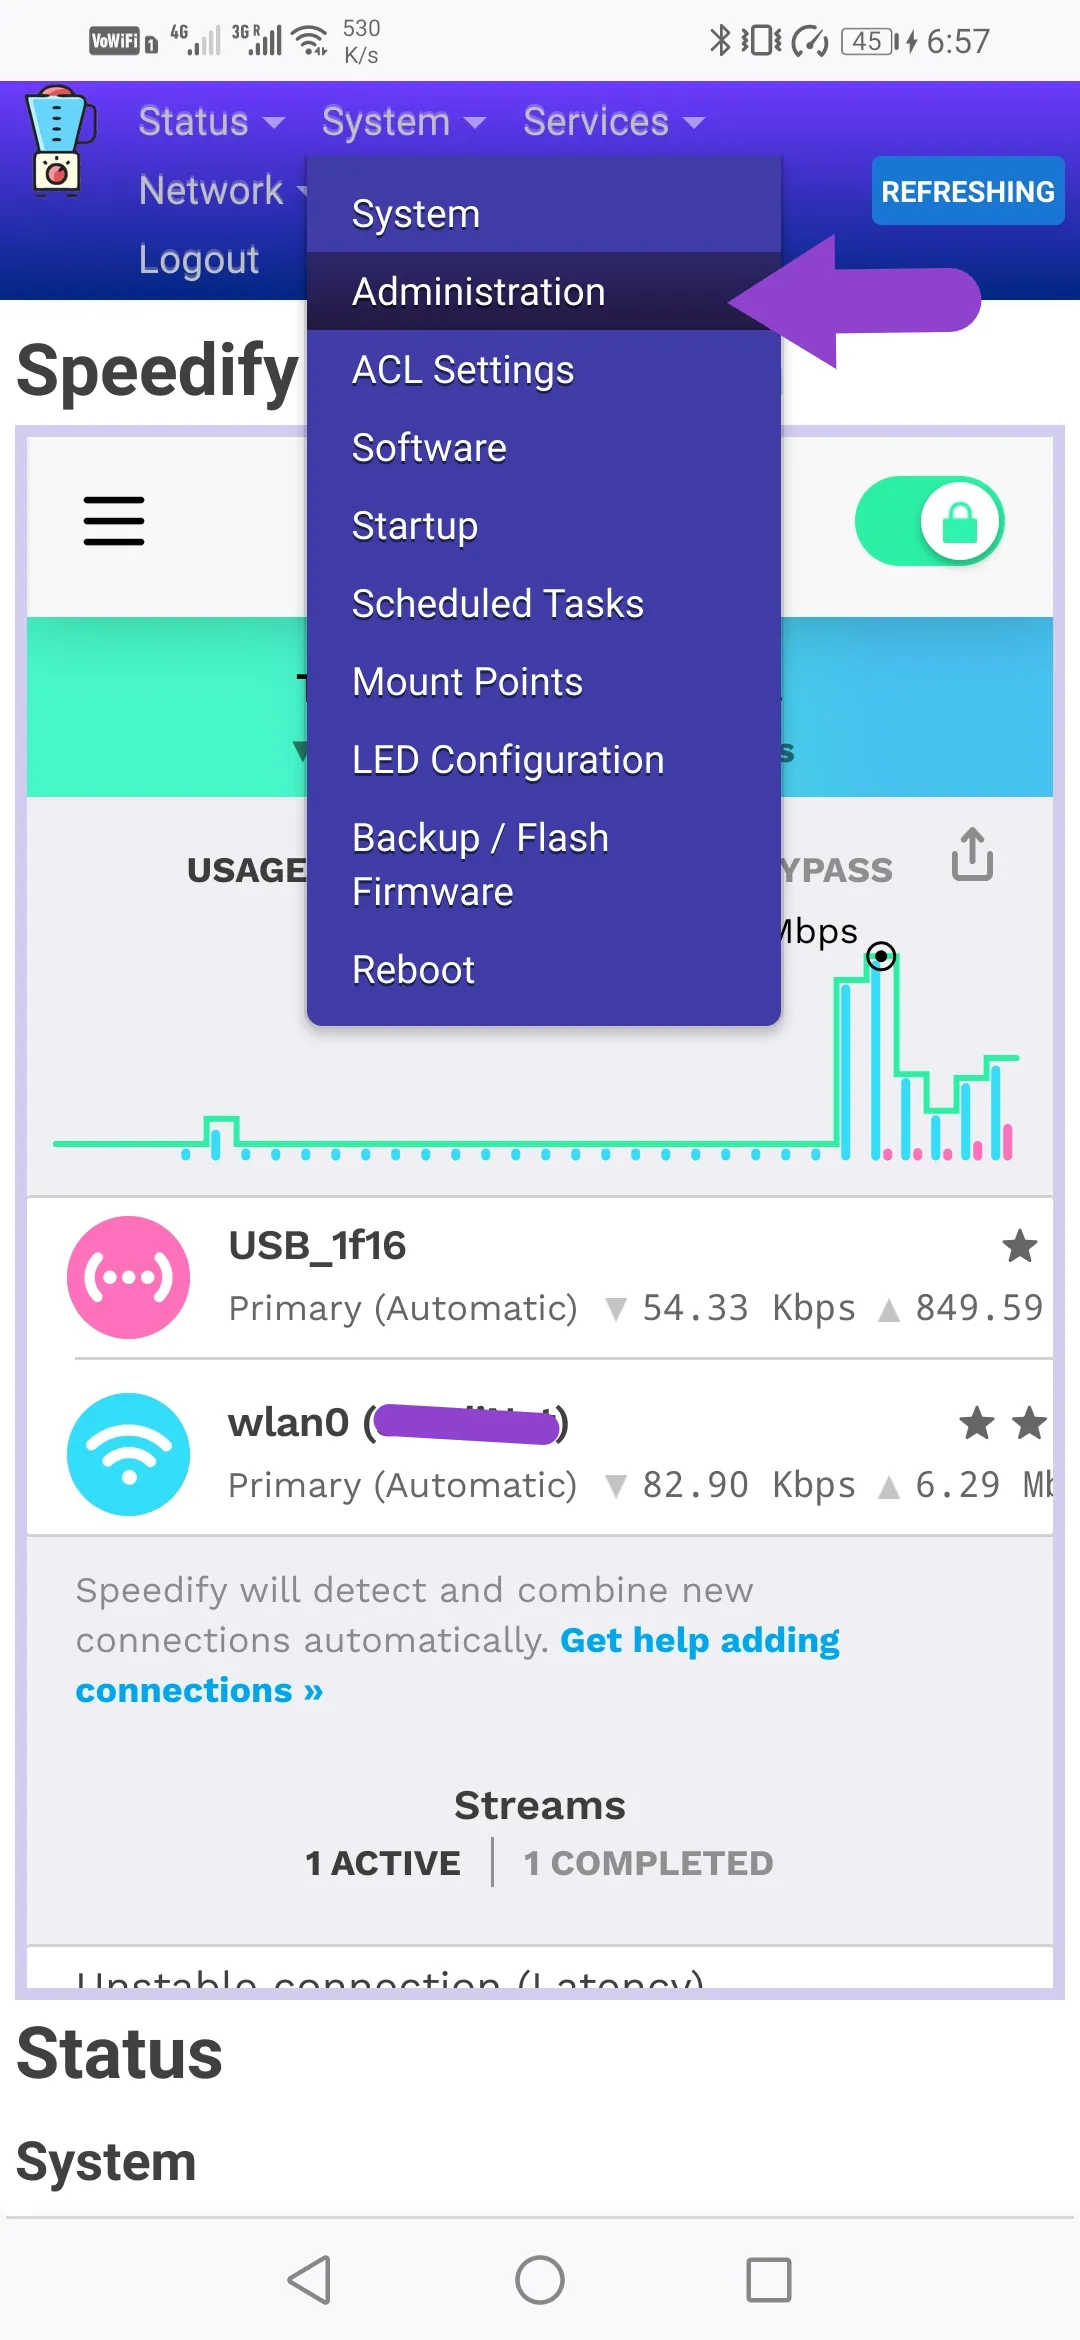 VoWiFi 1 4G 3G R 530 K/s 45 6:57
Status System Services
Network
REFRESHING
Logout
System
Administration
ACL Settings
Software
Startup
Scheduled Tasks
Mount Points
LED Configuration
Backup / Flash
Firmware
Reboot
Speedify
USAGE
YPASS
Mbps
USB_1f16
Primary (Automatic) ▼ 54.33 Kbps ▲ 849.59
wlan0 ( )
Primary (Automatic) ▼ 82.90 Kbps ▲ 6.29 Mb
Speedify will detect and combine new
connections automatically. Get help adding
connections »
Streams
1 ACTIVE | 1 COMPLETED
Unstable connection (Latency)
Status
System